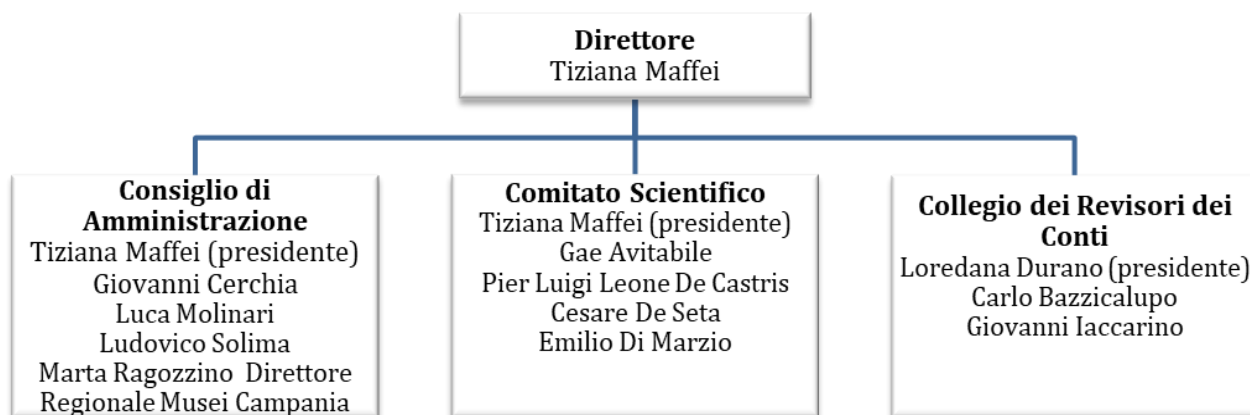 Direttore
Tiziana Maffei
Consiglio di
Amministrazione
Tiziana Maffei (presidente)
Giovanni Cerchia
Luca Molinari
Ludovico Solima
Marta Ragozzino Direttore
Regionale Musei Campania
Comitato Scientifico
Tiziana Maffei (presidente)
Gae Avitabile
Pier Luigi Leone De Castris
Cesare De Seta
Emilio Di Marzio
Collegio dei Revisori dei
Conti
Loredana Durano (presidente)
Carlo Bazzicalupo
Giovanni Iaccarino